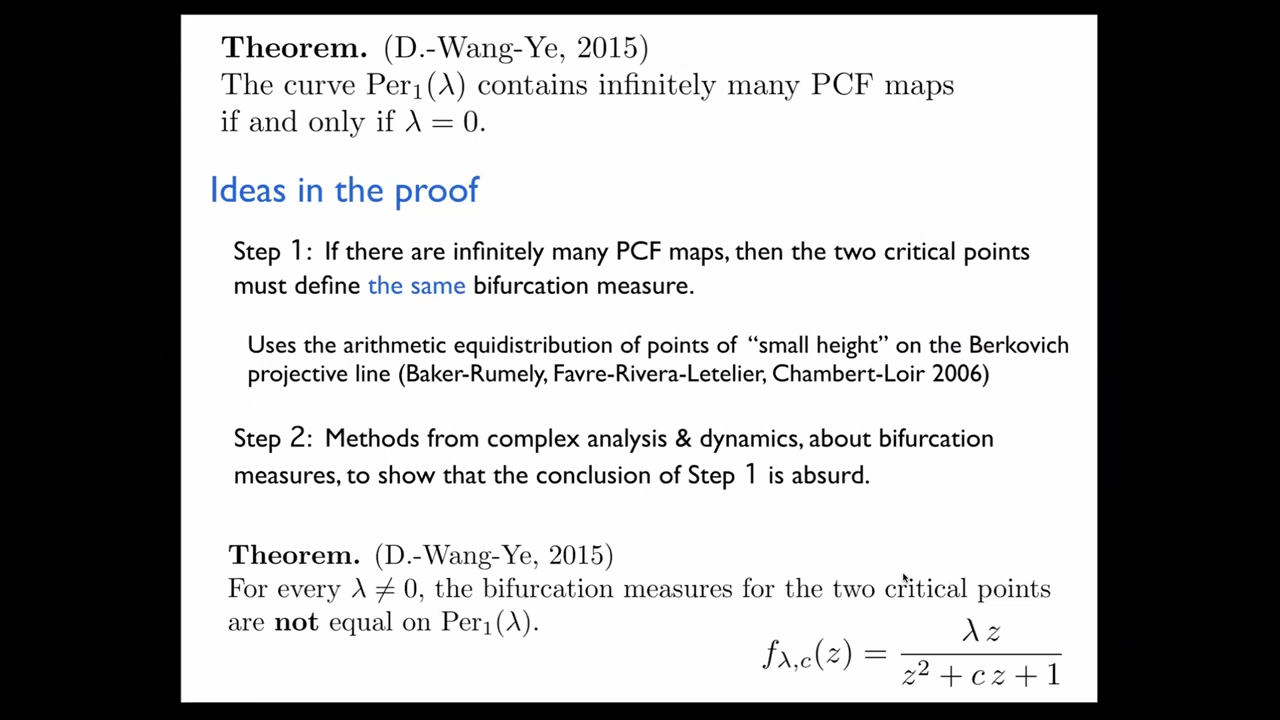 Theorem. (D.-Wang-Ye, 2015)
The curve Per₁(λ) contains infinitely many PCF maps
if and only if λ = 0.
Ideas in the proof
Step 1: If there are infinitely many PCF maps, then the two critical points
must define the same bifurcation measure.
Uses the arithmetic equidistribution of points of “small height” on the Berkovich
projective line (Baker-Rumely, Favre-Rivera-Letelier, Chambert-Loir 2006)
Step 2: Methods from complex analysis & dynamics, about bifurcation
measures, to show that the conclusion of Step 1 is absurd.
Theorem. (D.-Wang-Ye, 2015)
For every λ ≠ 0, the bifurcation measures for the two critical points
are not equal on Per₁(λ).
f_{λ,c}(z) = λ z / (z² + c z + 1)